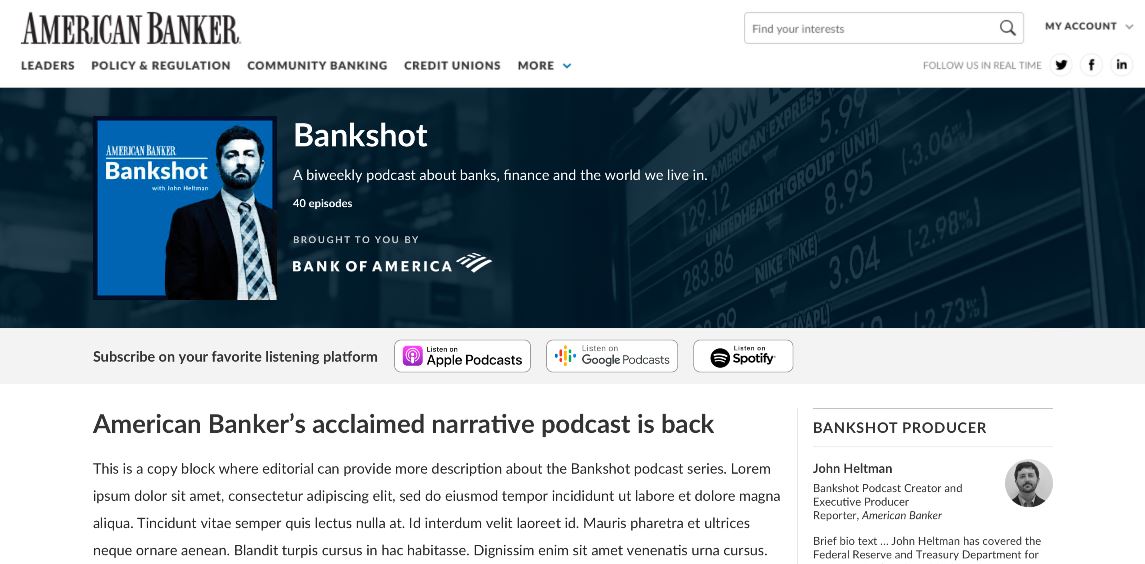 AMERICAN BANKER
Find your interests
MY ACCOUNT
LEADERS POLICY & REGULATION COMMUNITY BANKING CREDIT UNIONS MORE
FOLLOW US IN REAL TIME
AMERICAN BANKER
Bankshot
with John Heltman
Bankshot
A biweekly podcast about banks, finance and the world we live in.
40 episodes
BROUGHT TO YOU BY
BANK OF AMERICA
DOW
AMERICAN EXPRESS 5.99
129.12 UNITEDHEALTH GROUP (UNH) (-3.06%)
8.95
283.86 NIKE (NKE) 3.04 (-2.98%)
Subscribe on your favorite listening platform
Listen on
Apple Podcasts
Listen on
Google Podcasts
Listen on
Spotify
American Banker’s acclaimed narrative podcast is back
This is a copy block where editorial can provide more description about the Bankshot podcast series. Lorem
ipsum dolor sit amet, consectetur adipiscing elit, sed do eiusmod tempor incididunt ut labore et dolore magna
aliqua. Tincidunt vitae semper quis lectus nulla at. Id interdum velit laoreet id. Mauris pharetra et ultrices
neque ornare aenean. Blandit turpis cursus in hac habitasse. Dignissim enim sit amet venenatis urna cursus.
BANKSHOT PRODUCER
John Heltman
Bankshot Podcast Creator and
Executive Producer
Reporter, American Banker
Brief bio text ... John Heltman has covered the
Federal Reserve and Treasury Department for